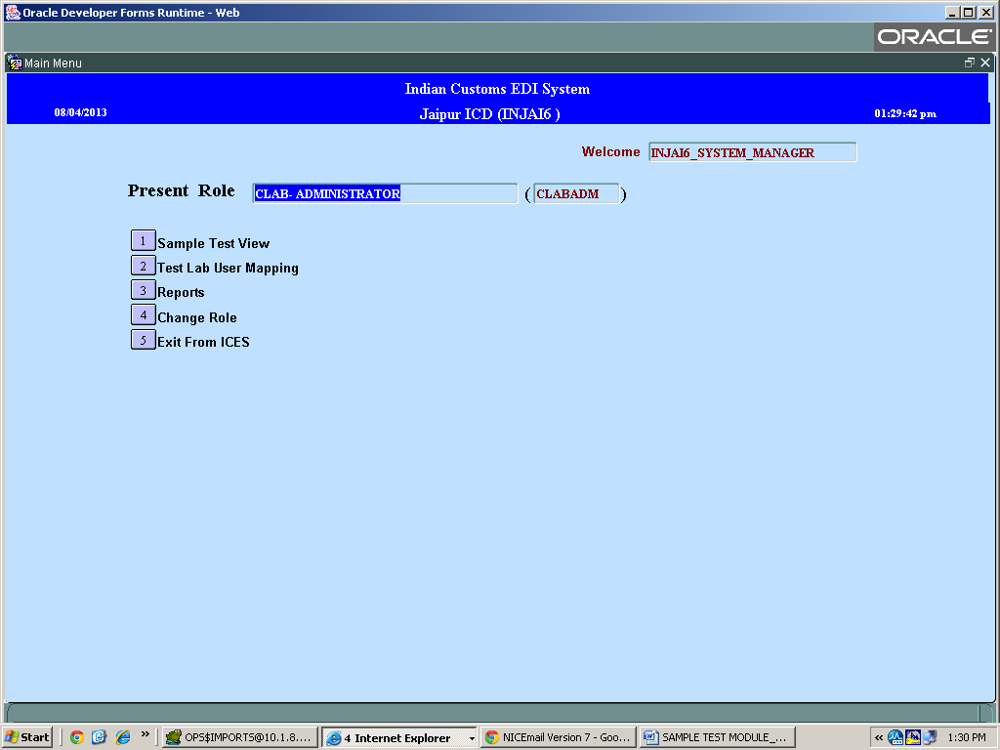 Oracle Developer Forms Runtime - Web
ORACLE
Main Menu
Indian Customs EDI System
08/04/2013 Jaipur ICD (INJAI6 ) 01:29:42 pm
Welcome INJAI6_SYSTEM_MANAGER
Present Role CLAB- ADMINISTRATOR ( CLABADM )
1 Sample Test View
2 Test Lab User Mapping
3 Reports
4 Change Role
5 Exit From ICES
Start » OPS$IMPORTS@10.1.8.... 4 Internet Explorer NICEmail Version 7 - Goo... SAMPLE TEST MODULE_... « 1:30 PM